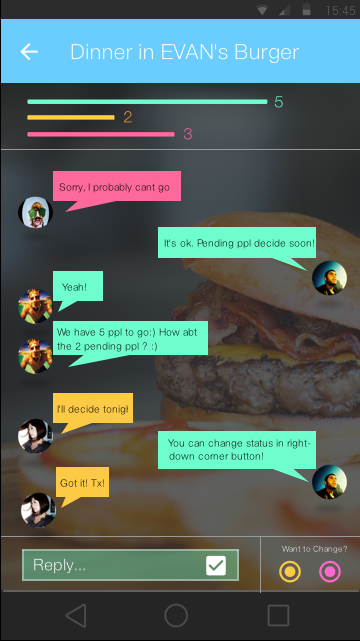 15:45
Dinner in EVAN's Burger
5
2
3
Sorry, I probably cant go
It's ok. Pending ppl decide soon!
Yeah!
We have 5 ppl to go:) How abt
the 2 pending ppl ? :)
I'll decide tonig!
You can change status in right-
down corner button!
Got it! Tx!
Want to Change?
Reply...